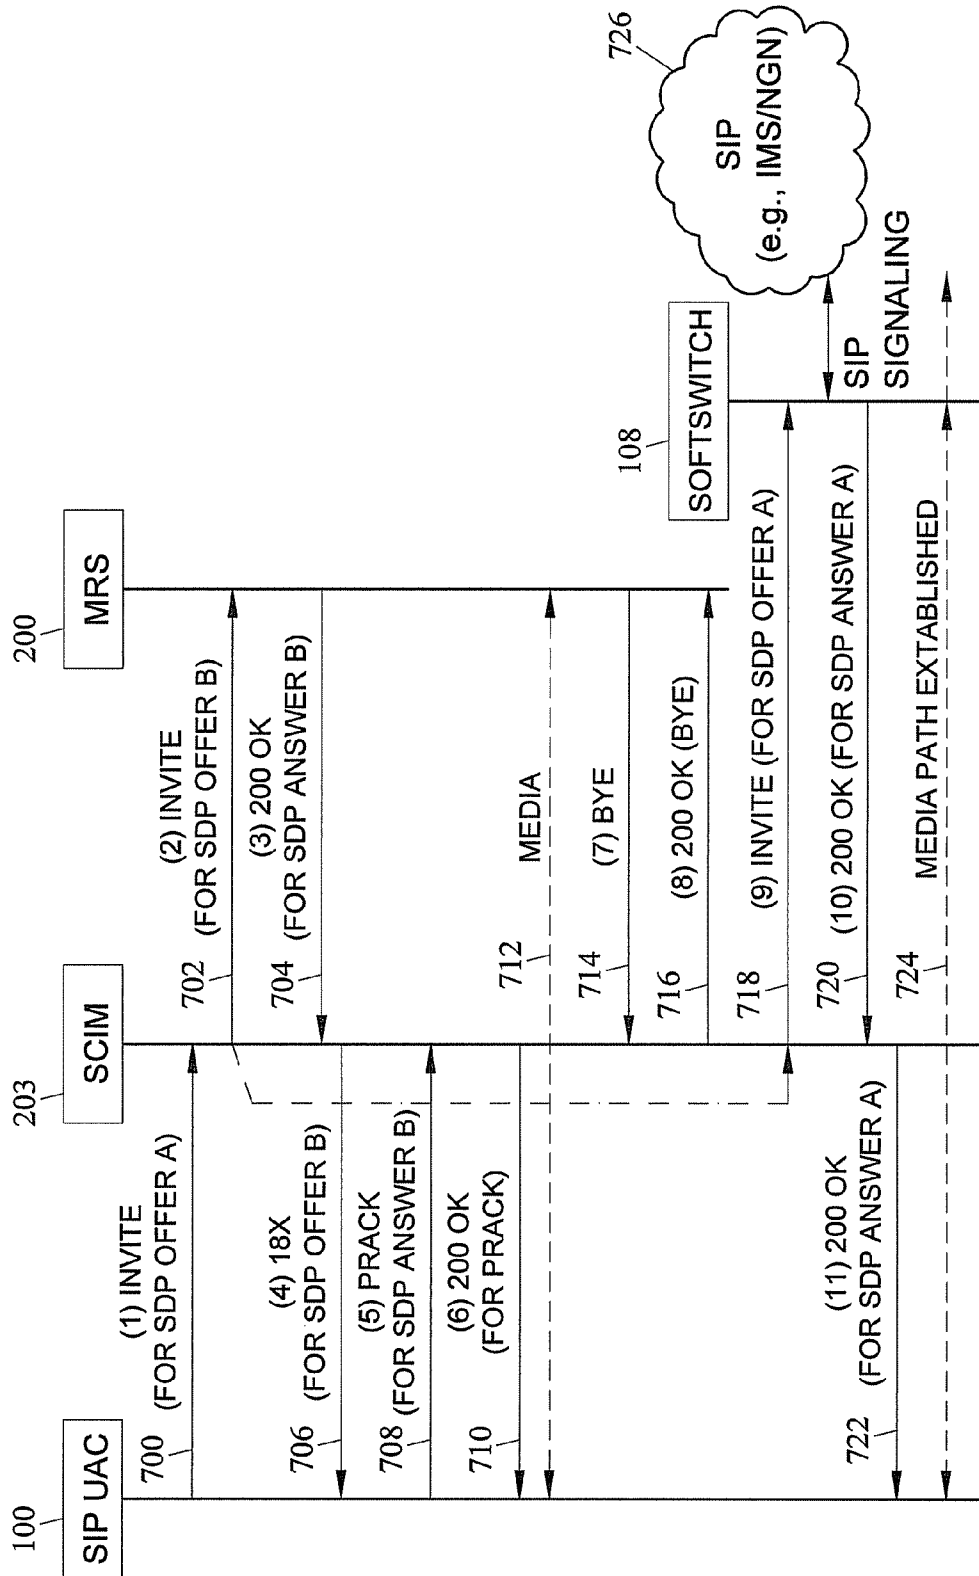 100
SIP UAC
203
SCIM
200
MRS
108
SOFTSWITCH
726
SIP
(e.g., IMS/NGN)
(1) INVITE
(FOR SDP OFFER A)
700
(2) INVITE
(FOR SDP OFFER B)
702
(3) 200 OK
(FOR SDP ANSWER B)
704
(4) 18X
(FOR SDP OFFER B)
706
(5) PRACK
(FOR SDP ANSWER B)
708
(6) 200 OK
(FOR PRACK)
710
MEDIA
712
(7) BYE
714
(8) 200 OK (BYE)
716
(9) INVITE (FOR SDP OFFER A)
718
SIP
SIGNALING
(10) 200 OK (FOR SDP ANSWER A)
720
(11) 200 OK
(FOR SDP ANSWER A)
722
MEDIA PATH EXTABLISHED
724